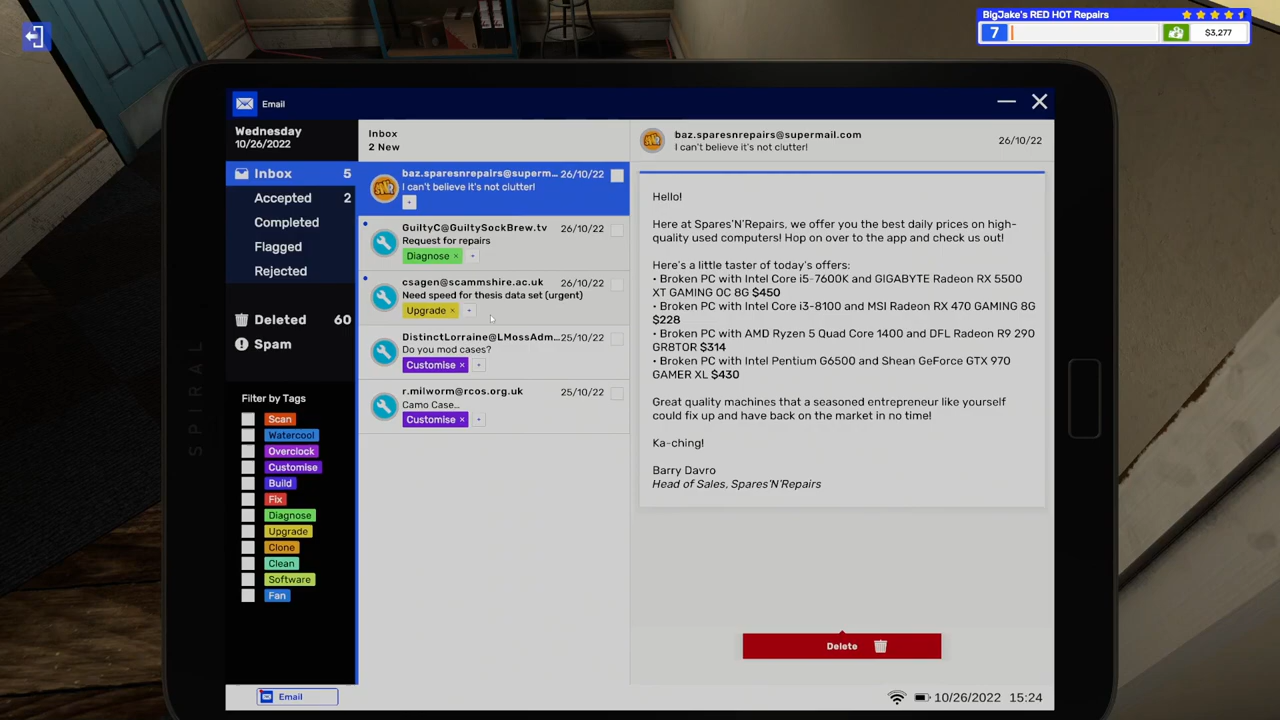 BigJake's RED HOT Repairs
7
$3,277
Email
Wednesday
10/26/2022
Inbox 5
Accepted 2
Completed
Flagged
Rejected
Deleted 60
Spam
Filter by Tags
Scan
Watercool
Overclock
Customise
Build
Fix
Diagnose
Upgrade
Clone
Clean
Software
Fan
Inbox
2 New
baz.sparesnrepairs@superm... 26/10/22
I can't believe it's not clutter!
+
GuiltyC@GuiltySockBrew.tv 26/10/22
Request for repairs
Diagnose × +
csagen@scammshire.ac.uk 26/10/22
Need speed for thesis data set (urgent)
Upgrade × +
DistinctLorraine@LMossAdm... 25/10/22
Do you mod cases?
Customise × +
r.milworm@rcos.org.uk 25/10/22
Camo Case...
Customise × +
baz.sparesnrepairs@supermail.com 26/10/22
I can't believe it's not clutter!
Hello!
Here at Spares'N'Repairs, we offer you the best daily prices on high-
quality used computers! Hop on over to the app and check us out!
Here's a little taster of today's offers:
• Broken PC with Intel Core i5-7600K and GIGABYTE Radeon RX 5500
XT GAMING OC 8G $450
• Broken PC with Intel Core i3-8100 and MSI Radeon RX 470 GAMING 8G
$228
• Broken PC with AMD Ryzen 5 Quad Core 1400 and DFL Radeon R9 290
GR8TOR $314
• Broken PC with Intel Pentium G6500 and Shean GeForce GTX 970
GAMER XL $430
Great quality machines that a seasoned entrepreneur like yourself
could fix up and have back on the market in no time!
Ka-ching!
Barry Davro
Head of Sales, Spares'N'Repairs
Delete
SPIRAL
Email
10/26/2022 15:24